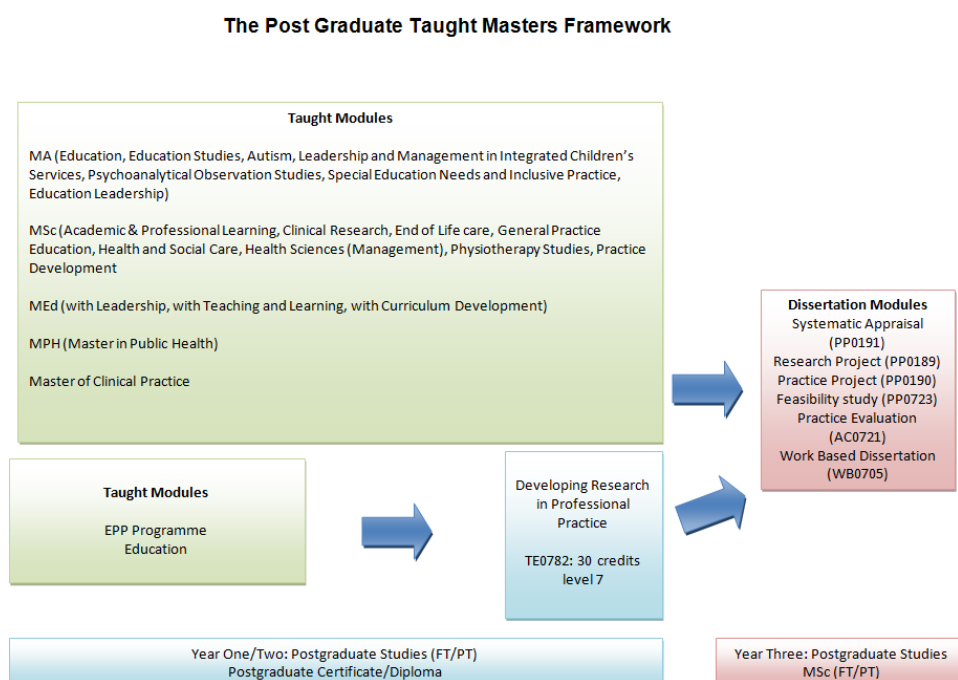 The Post Graduate Taught Masters Framework
Taught Modules
MA (Education, Education Studies, Autism, Leadership and Management in Integrated Children's
Services, Psychoanalytical Observation Studies, Special Education Needs and Inclusive Practice,
Education Leadership)
MSc (Academic & Professional Learning, Clinical Research, End of Life care, General Practice
Education, Health and Social Care, Health Sciences (Management), Physiotherapy Studies, Practice
Development
MEd (with Leadership, with Teaching and Learning, with Curriculum Development)
MPH (Master in Public Health)
Master of Clinical Practice
Dissertation Modules
Systematic Appraisal
(PP0191)
Research Project (PP0189)
Practice Project (PP0190)
Feasibility study (PP0723)
Practice Evaluation
(AC0721)
Work Based Dissertation
(WB0705)
Taught Modules
EPP Programme
Education
Developing Research
in Professional
Practice
TE0782: 30 credits
level 7
Year One/Two: Postgraduate Studies (FT/PT)
Postgraduate Certificate/Diploma
Year Three: Postgraduate Studies
MSc (FT/PT)